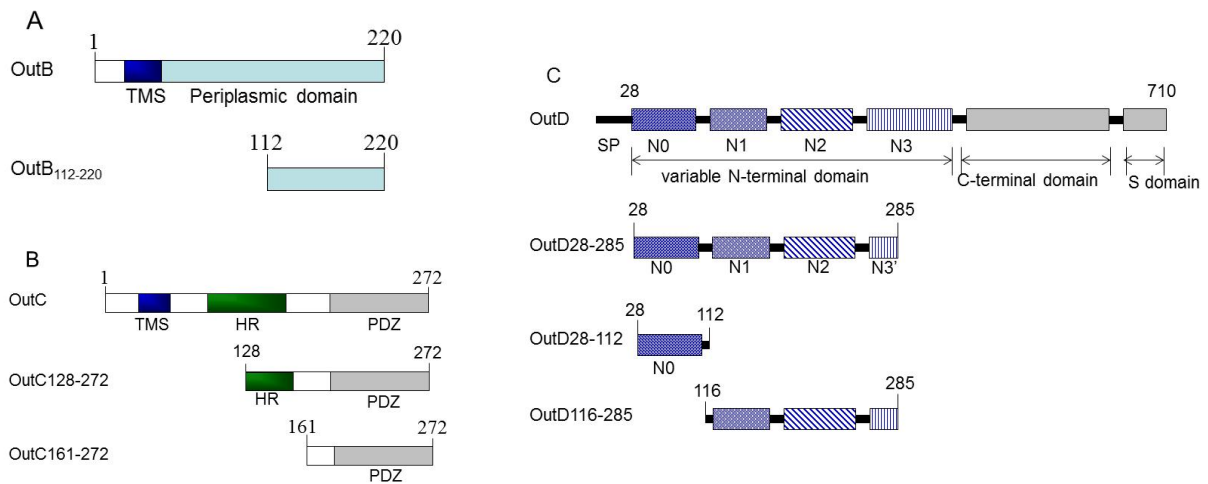 A
1 220
OutB
TMS Periplasmic domain
112 220
OutB112-220
B
1 272
OutC
TMS HR PDZ
128 272
OutC128-272
HR PDZ
161 272
OutC161-272
PDZ
C
28 710
OutD
SP N0 N1 N2 N3
variable N-terminal domain C-terminal domain S domain
28 285
OutD28-285
N0 N1 N2 N3’
28 112
OutD28-112
N0
116 285
OutD116-285